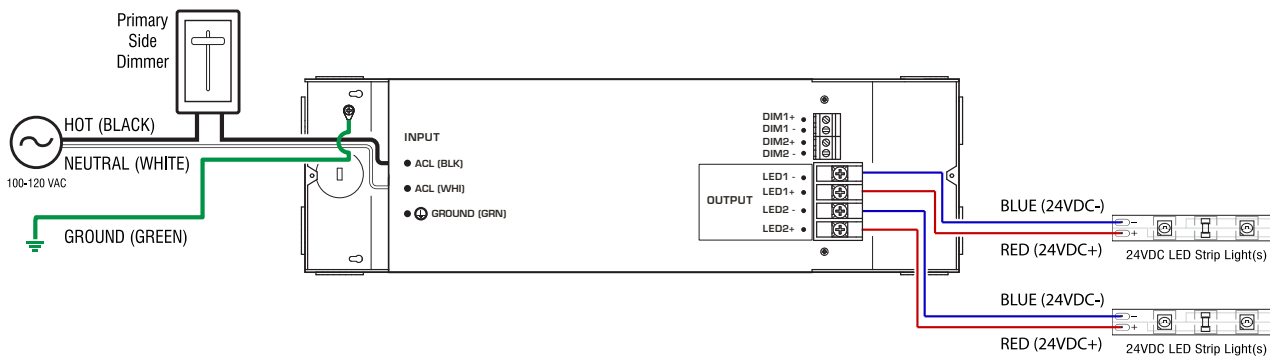 Primary
Side
Dimmer
HOT (BLACK)
NEUTRAL (WHITE)
100-120 VAC
GROUND (GREEN)
INPUT
ACL (BLK)
ACL (WHI)
GROUND (GRN)
DIM1+
DIM1 -
DIM2+
DIM2 -
OUTPUT
LED1 -
LED1+
LED2 -
LED2+
BLUE (24VDC-)
RED (24VDC+)
- 
+
24VDC LED Strip Light(s)
BLUE (24VDC-)
RED (24VDC+)
-
+
24VDC LED Strip Light(s)